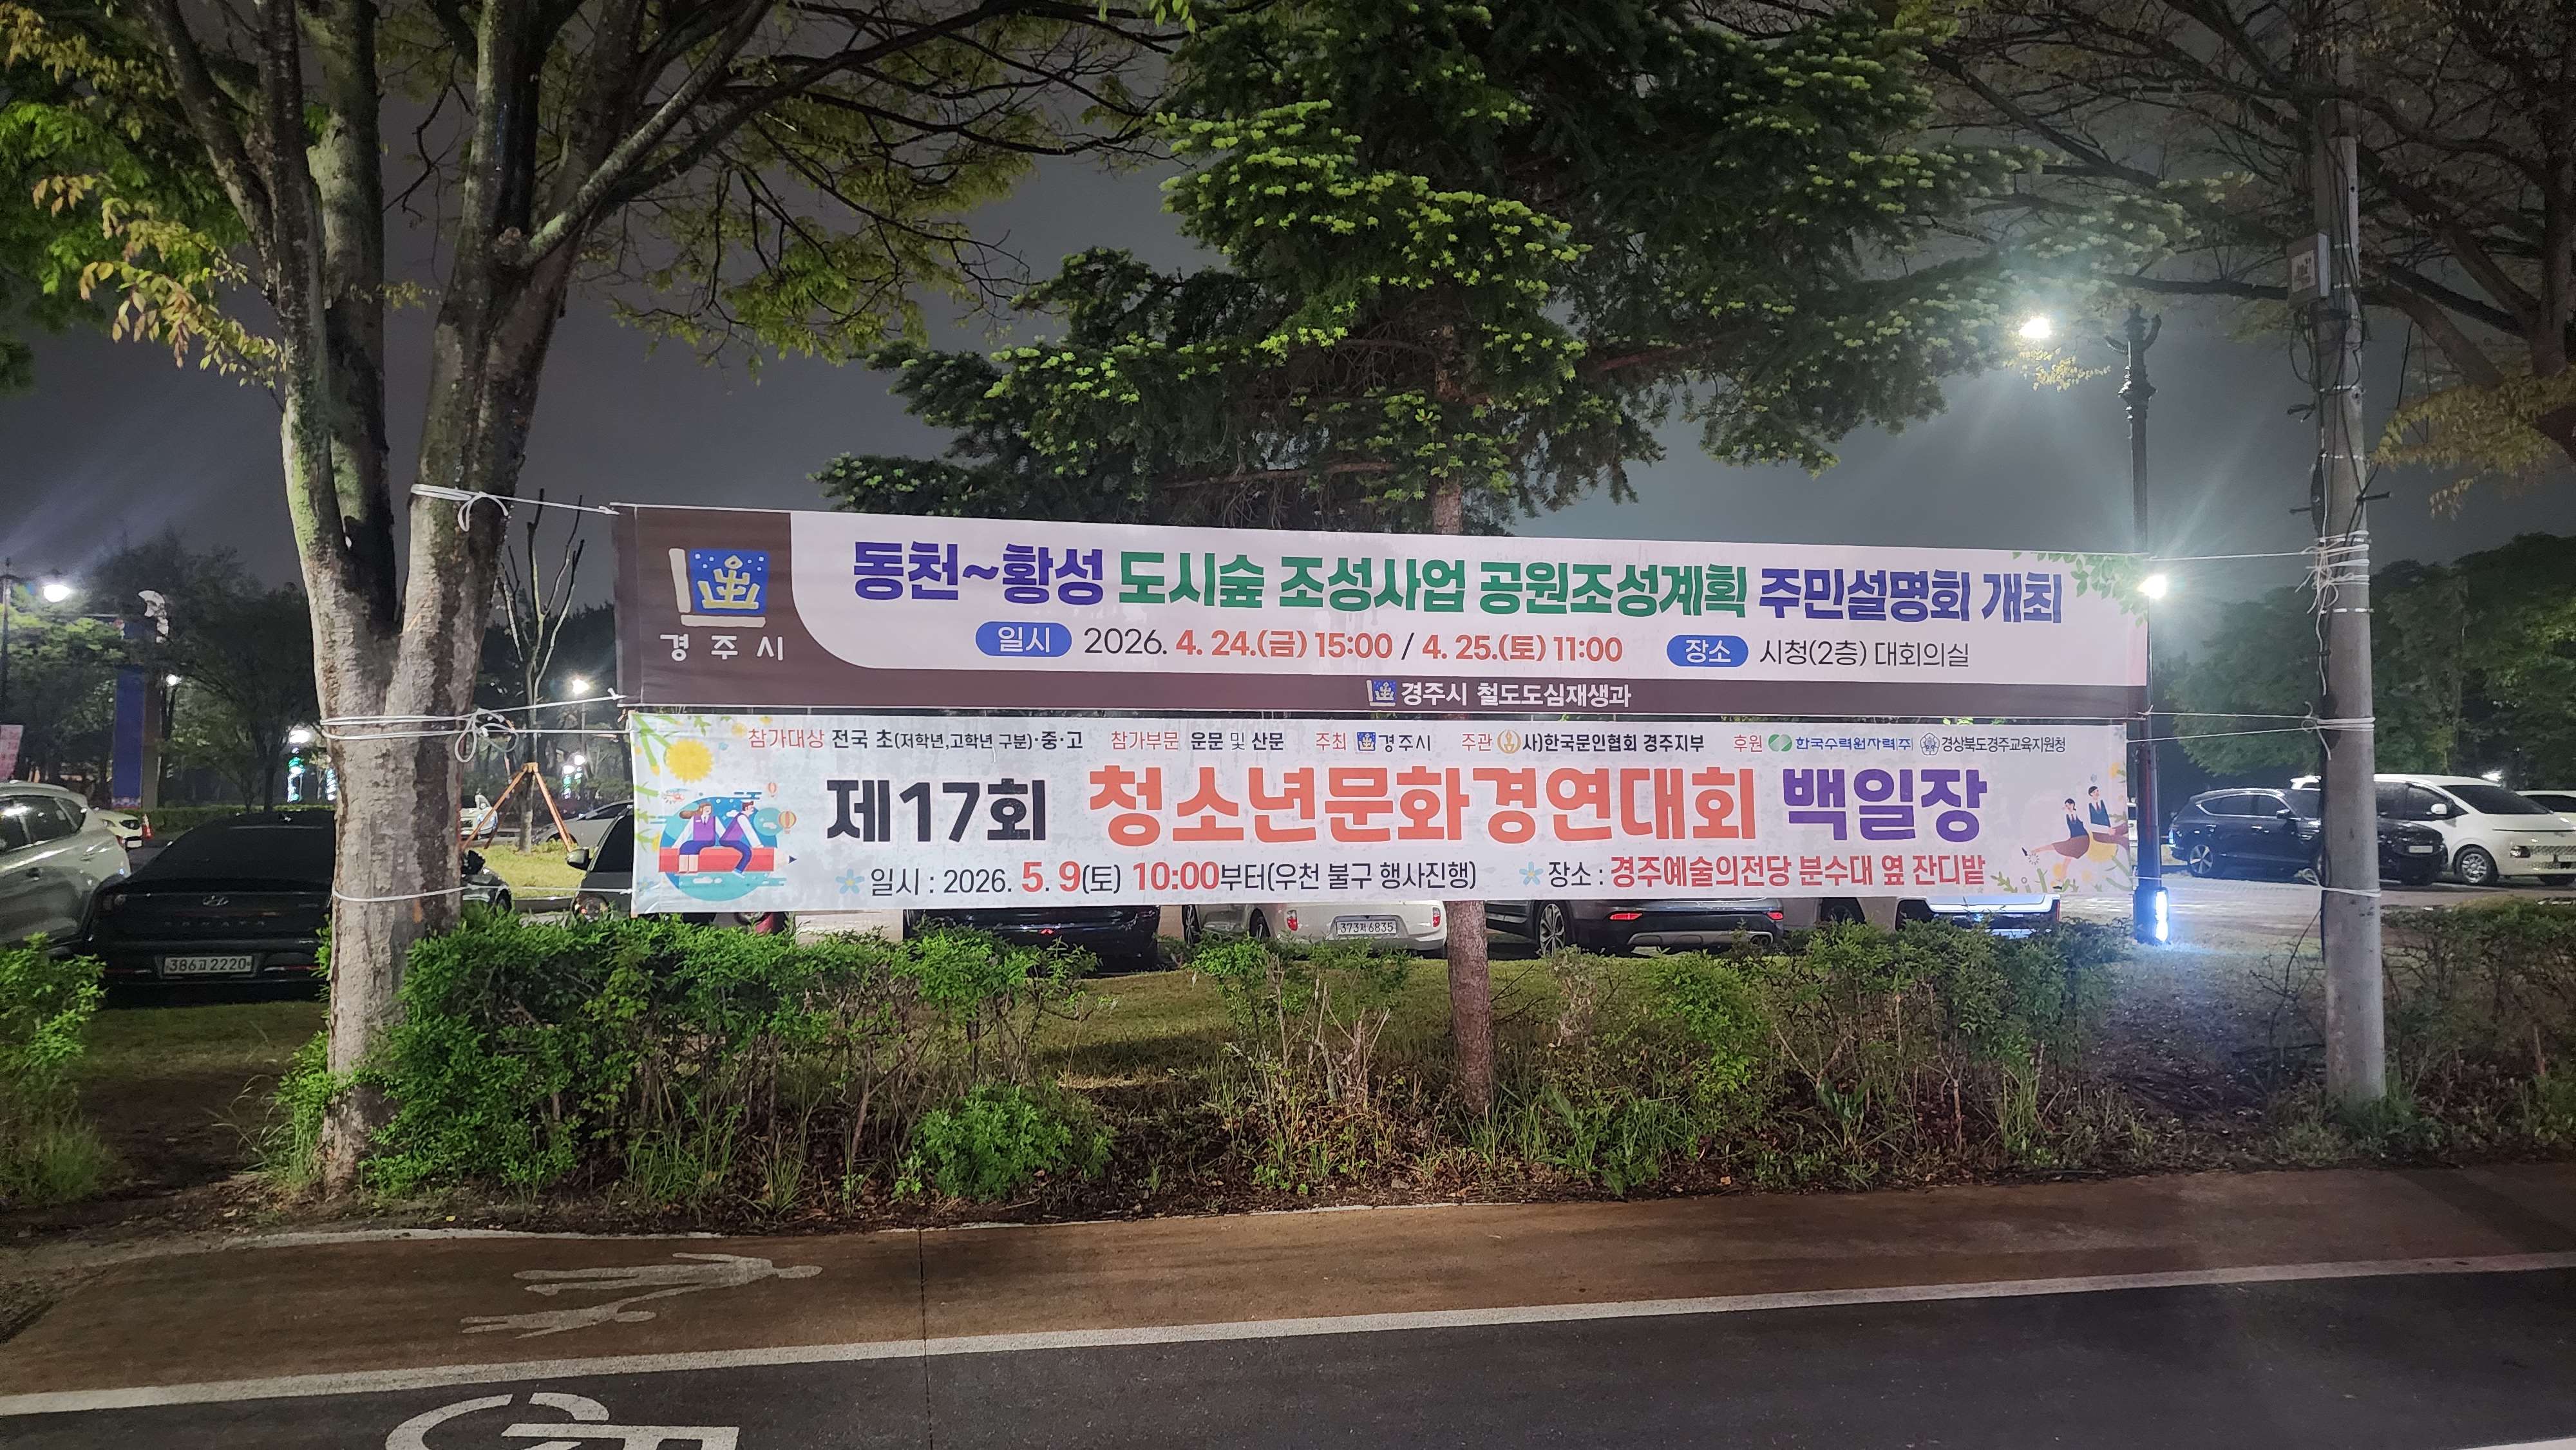 경주시
동천~황성 도시숲 조성사업 공원조성계획 주민설명회 개최
일시 2026. 4. 24.(금) 15:00 / 4. 25.(토) 11:00 장소 시청(2층) 대회의실
경주시 철도도심재생과
참가대상 전국 초(저학년,고학년 구분)·중·고 참가부문 운문 및 산문 주최 경주시 주관 사)한국문인협회 경주지부 후원 한국수력원자력(주) 경상북도경주교육지원청
제17회 청소년문화경연대회 백일장
일시 : 2026. 5. 9(토) 10:00부터(우천 불구 행사진행) 장소 : 경주예술의전당 분수대 옆 잔디밭
373저 6835
SONATA